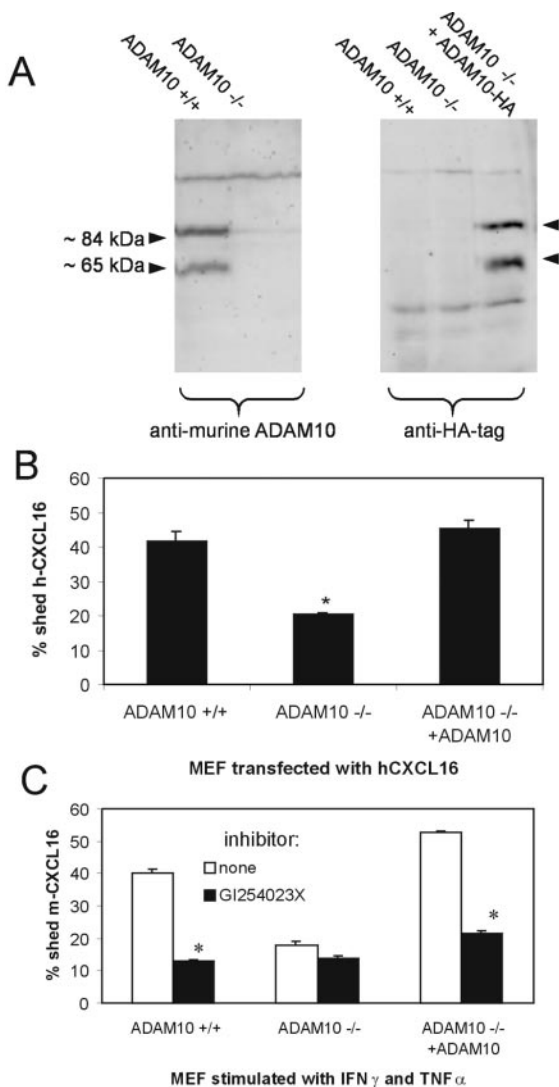 A
ADAM10 +/+
ADAM10 -/-
ADAM10 +/+
ADAM10 -/-
ADAM10 -/-
+ ADAM10-HA
~ 84 kDa
~ 65 kDa
anti-murine ADAM10
anti-HA-tag
B
% shed h-CXCL16
60
50
40
30
20
10
0
*
ADAM10 +/+
ADAM10 -/-
ADAM10 -/-
+ADAM10
MEF transfected with hCXCL16
C
% shed m-CXCL16
60
50
40
30
20
10
0
inhibitor:
none
GI254023X
*
*
ADAM10 +/+
ADAM10 -/-
ADAM10 -/-
+ADAM10
MEF stimulated with IFN γ and TNF α